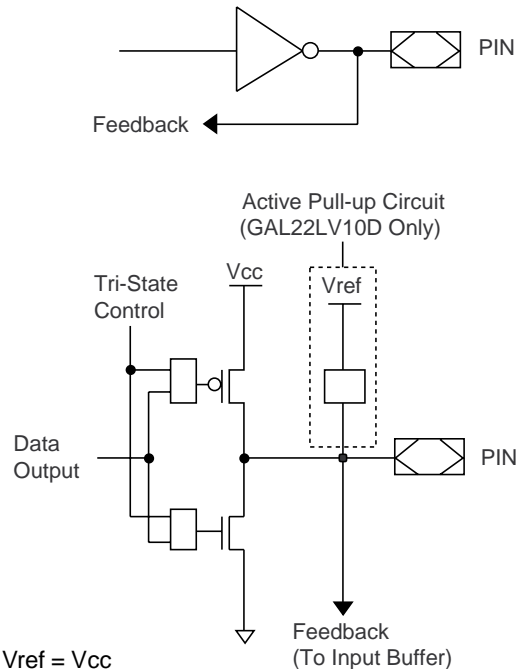 PIN
Feedback
Active Pull-up Circuit
(GAL22LV10D Only)
Vcc
Vref
Tri-State
Control
Data
Output
PIN
Feedback
(To Input Buffer)
Vref = Vcc